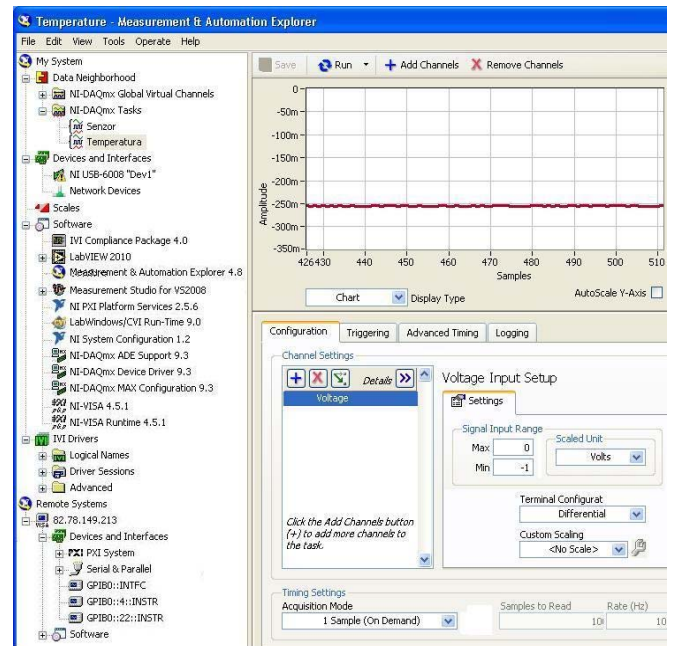 Temperature - Measurement & Automation Explorer
File Edit View Tools Operate Help
My System
Data Neighborhood
NI-DAQmx Global Virtual Channels
NI-DAQmx Tasks
Senzor
Temperatura
Devices and Interfaces
NI USB-6008 "Dev1"
Network Devices
Scales
Software
IVI Compliance Package 4.0
LabVIEW 2010
Measurement & Automation Explorer 4.8
Measurement Studio for VS2008
NI PXI Platform Services 2.5.6
LabWindows/CVI Run-Time 9.0
NI System Configuration 1.2
NI-DAQmx ADE Support 9.3
NI-DAQmx Device Driver 9.3
NI-DAQmx MAX Configuration 9.3
NI-VISA 4.5.1
NI-VISA Runtime 4.5.1
IVI Drivers
Logical Names
Driver Sessions
Advanced
Remote Systems
82.78.149.213
Devices and Interfaces
PXI PXI System
Serial & Parallel
GPIB0::INTFC
GPIB0::4::INSTR
GPIB0::22::INSTR
Software
Save Run Add Channels Remove Channels
Amplitude
0
-50m
-100m
-150m
-200m
-250m
-300m
-350m
426430 440 450 460 470 480 490 500 510
Samples
Chart Display Type AutoScale Y-Axis
Configuration Triggering Advanced Timing Logging
Channel Settings
Details
Voltage
Click the Add Channels button
(+) to add more channels to
the task.
Voltage Input Setup
Settings
Signal Input Range
Max 0
Min -1
Scaled Unit
Volts
Terminal Configurat
Differential
Custom Scaling
<No Scale>
Timing Settings
Acquisition Mode Samples to Read Rate (Hz)
1 Sample (On Demand) 10